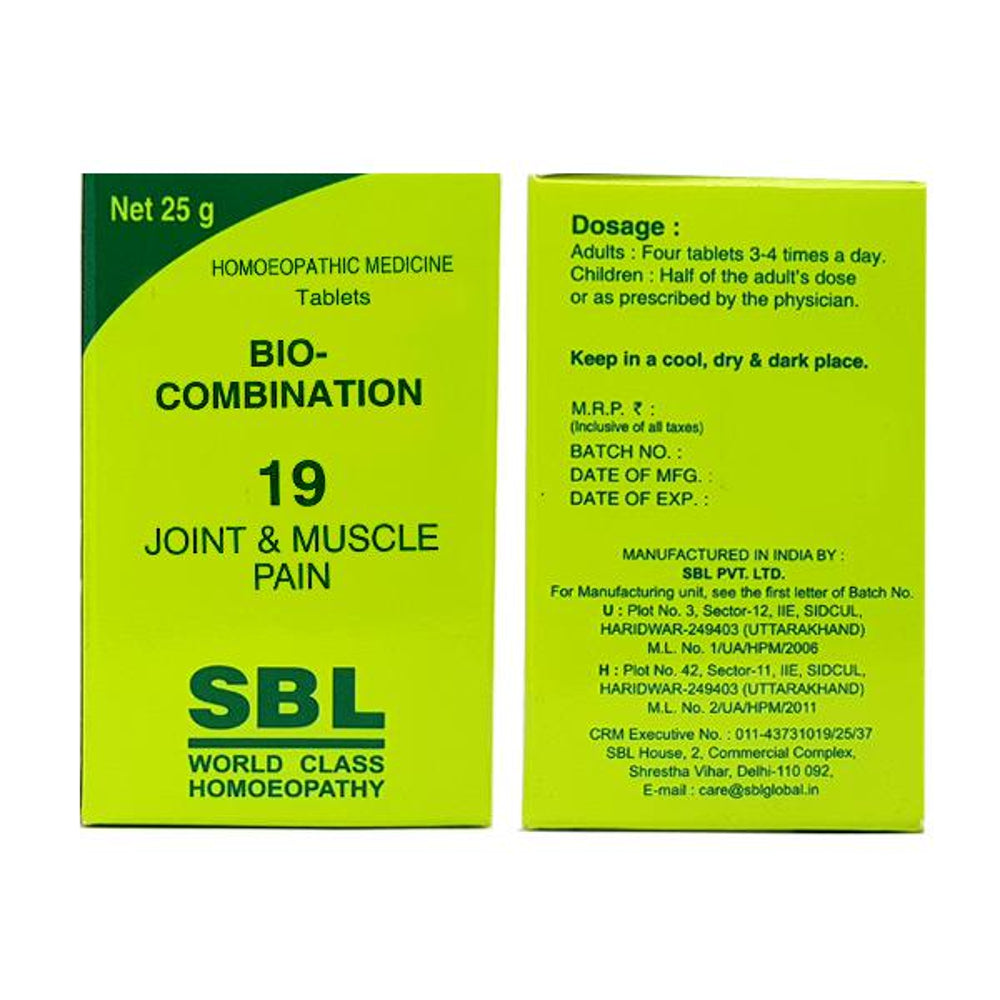 Net 25 g
HOMOEOPATHIC MEDICINE
Tablets
BIO-
COMBINATION
19
JOINT & MUSCLE
PAIN
SBL
WORLD CLASS
HOMOEOPATHY
Dosage :
Adults : Four tablets 3-4 times a day.
Children : Half of the adult's dose
or as prescribed by the physician.
Keep in a cool, dry & dark place.
M.R.P. ₹ :
(Inclusive of all taxes)
BATCH NO. :
DATE OF MFG. :
DATE OF EXP. :
MANUFACTURED IN INDIA BY :
SBL PVT. LTD.
For Manufacturing unit, see the first letter of Batch No.
U : Plot No. 3, Sector-12, IIE, SIDCUL,
HARIDWAR-249403 (UTTARAKHAND)
M.L. No. 1/UA/HPM/2006
H : Plot No. 42, Sector-11, IIE, SIDCUL,
HARIDWAR-249403 (UTTARAKHAND)
M.L. No. 2/UA/HPM/2011
CRM Executive No. : 011-43731019/25/37
SBL House, 2, Commercial Complex,
Shrestha Vihar, Delhi-110 092,
E-mail : care@sblglobal.in